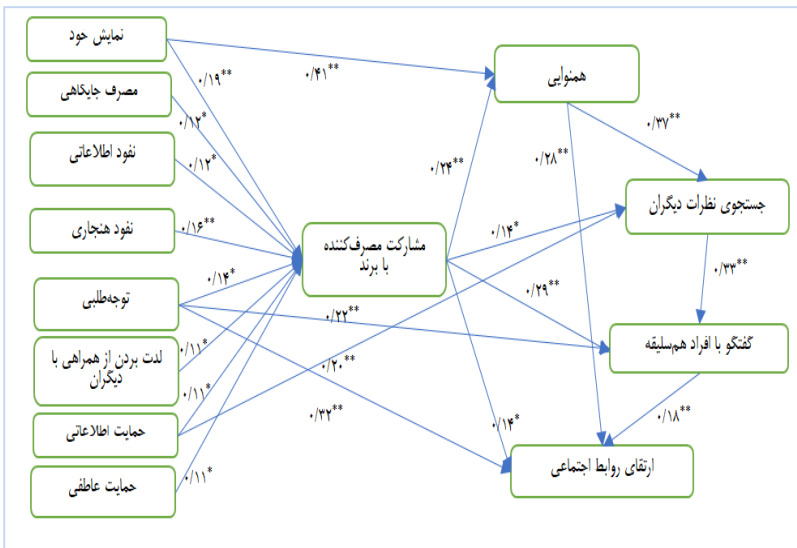 نمایش خود
مصرف جایگاهی
نفوذ اطلاعاتی
نفوذ هنجاری
توجه‌طلبی
لدت بردن از همراهی با
دیگران
حمایت اطلاعاتی
حمایت عاطفی
مشارکت مصرف‌کننده
با برند
همنوایی
جستجوی نظرات دیگران
گفتگو با افراد هم‌سلیقه
ارتقای روابط اجتماعی
۰/۱۹**
۰/۱۲*
۰/۱۲*
۰/۱۶**
۰/۱۴*
۰/۱۱*
۰/۱۱*
۰/۱۱*
۰/۴۱**
۰/۲۲**
۰/۲۰**
۰/۳۲**
۰/۲۴**
۰/۱۴*
۰/۲۹**
۰/۱۴*
۰/۲۸**
۰/۳۷**
۰/۳۳**
۰/۱۸**